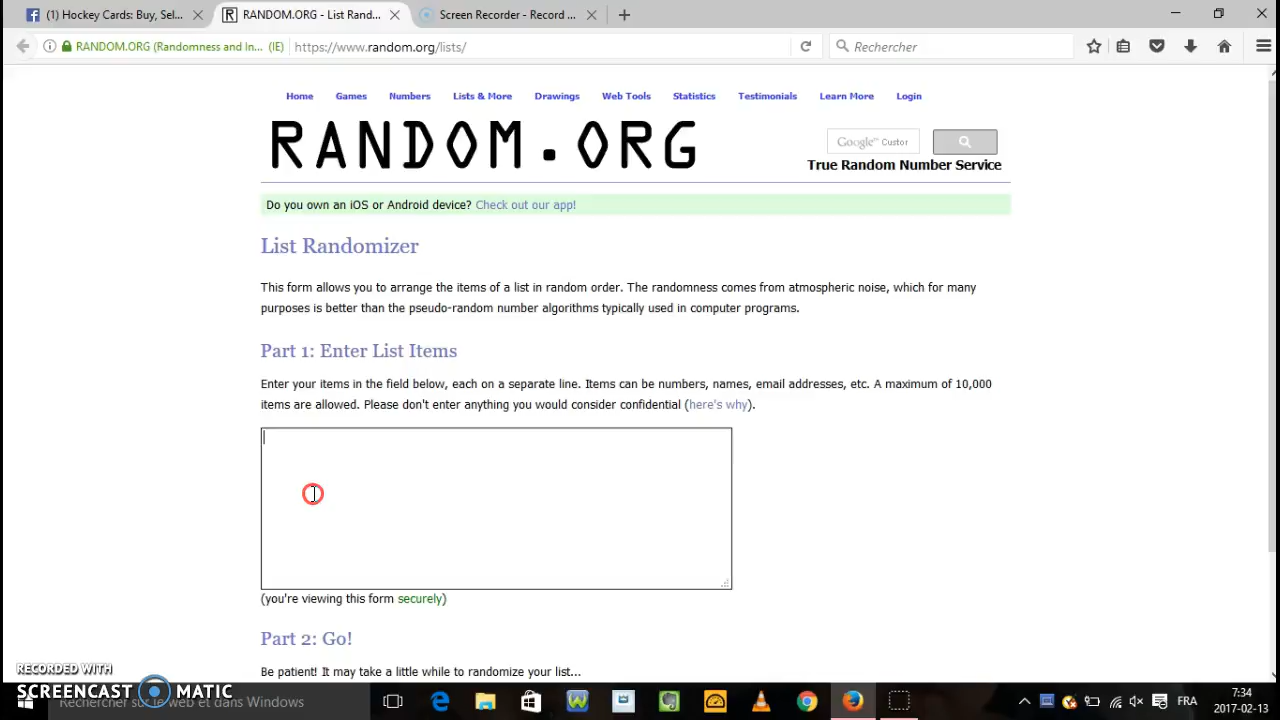 (1) Hockey Cards: Buy, Sel...
RANDOM.ORG - List Rand...
Screen Recorder - Record ...
RANDOM.ORG (Randomness and In... (IE)
https://www.random.org/lists/
Rechercher
Home Games Numbers Lists & More Drawings Web Tools Statistics Testimonials Learn More Login
RANDOM.ORG
Google™ Custor
True Random Number Service
Do you own an iOS or Android device? Check out our app!
List Randomizer
This form allows you to arrange the items of a list in random order. The randomness comes from atmospheric noise, which for many
purposes is better than the pseudo-random number algorithms typically used in computer programs.
Part 1: Enter List Items
Enter your items in the field below, each on a separate line. Items can be numbers, names, email addresses, etc. A maximum of 10,000
items are allowed. Please don't enter anything you would consider confidential (here's why).
(you're viewing this form securely)
Part 2: Go!
Be patient! It may take a little while to randomize your list...
RECORDED WITH
SCREENCAST MATIC
Rechercher sur le web et dans Windows
FRA
7:34
2017-02-13